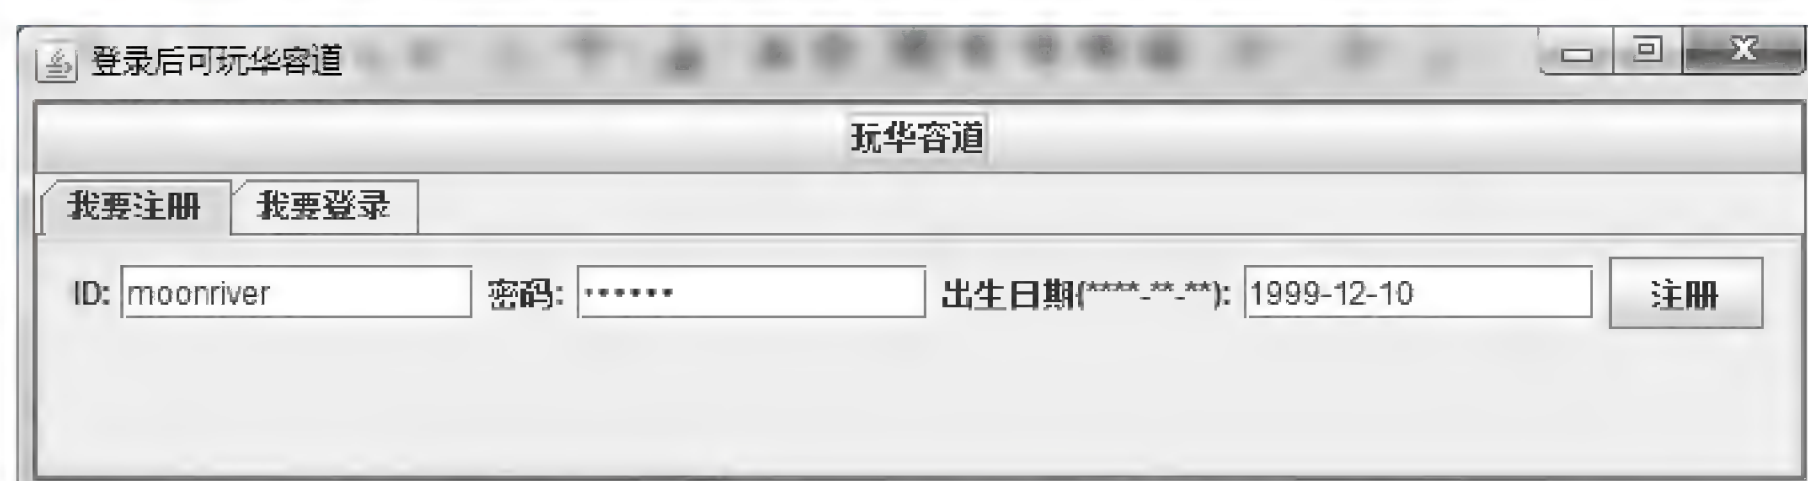 登录后可玩华容道
玩华容道
我要注册 我要登录
ID: moonriver 密码: ****** 出生日期(****-**-**): 1999-12-10 注册